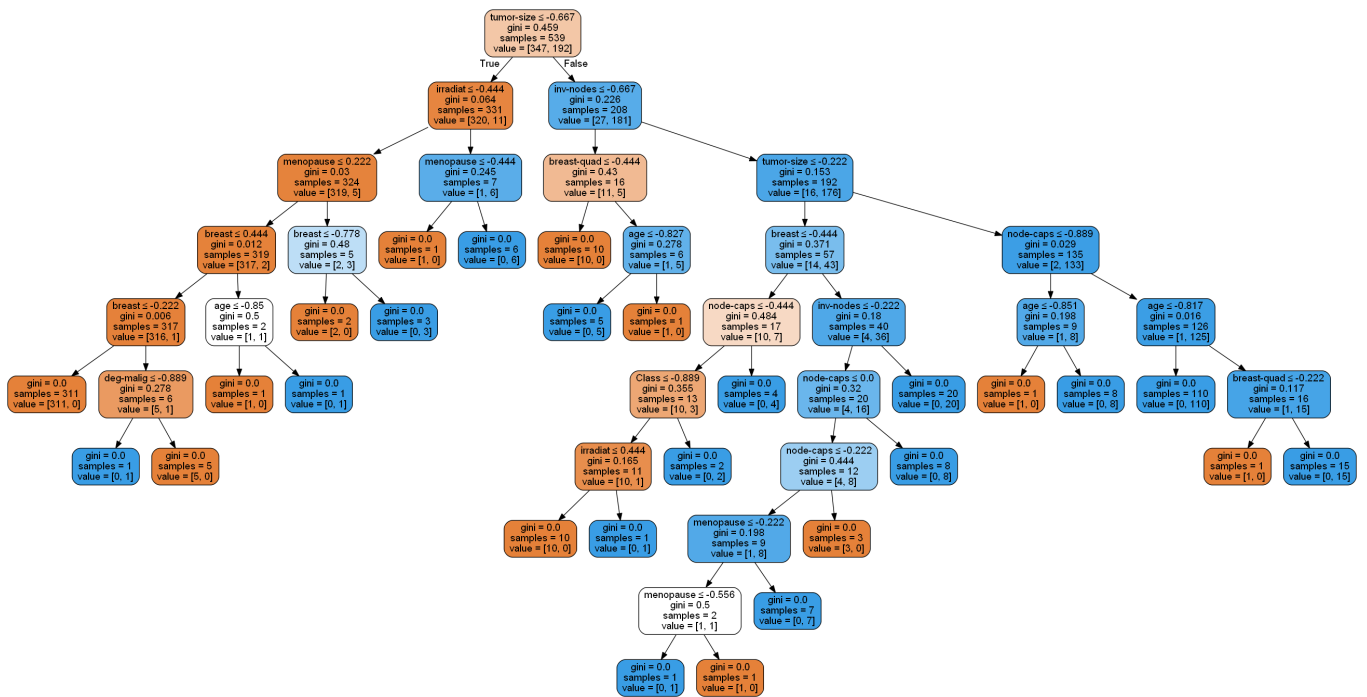 tumor-size ≤ -0.667
gini = 0.459
samples = 539
value = [347, 192]
True
False
irradiat ≤ -0.444
gini = 0.064
samples = 331
value = [320, 11]
inv-nodes ≤ -0.667
gini = 0.226
samples = 208
value = [27, 181]
menopause ≤ 0.222
gini = 0.03
samples = 324
value = [319, 5]
menopause ≤ -0.444
gini = 0.245
samples = 7
value = [1, 6]
breast-quad ≤ -0.444
gini = 0.43
samples = 16
value = [11, 5]
tumor-size ≤ -0.222
gini = 0.153
samples = 192
value = [16, 176]
breast ≤ 0.444
gini = 0.012
samples = 319
value = [317, 2]
breast ≤ -0.778
gini = 0.48
samples = 5
value = [2, 3]
gini = 0.0
samples = 1
value = [1, 0]
gini = 0.0
samples = 6
value = [0, 6]
gini = 0.0
samples = 10
value = [10, 0]
age ≤ -0.827
gini = 0.278
samples = 6
value = [1, 5]
breast ≤ -0.444
gini = 0.371
samples = 57
value = [14, 43]
node-caps ≤ -0.889
gini = 0.029
samples = 135
value = [2, 133]
breast ≤ -0.222
gini = 0.006
samples = 317
value = [316, 1]
age ≤ -0.85
gini = 0.5
samples = 2
value = [1, 1]
gini = 0.0
samples = 2
value = [2, 0]
gini = 0.0
samples = 3
value = [0, 3]
gini = 0.0
samples = 5
value = [0, 5]
gini = 0.0
samples = 1
value = [1, 0]
node-caps ≤ -0.444
gini = 0.484
samples = 17
value = [10, 7]
inv-nodes ≤ -0.222
gini = 0.18
samples = 40
value = [4, 36]
age ≤ -0.851
gini = 0.198
samples = 9
value = [1, 8]
age ≤ -0.817
gini = 0.016
samples = 126
value = [1, 125]
gini = 0.0
samples = 311
value = [311, 0]
deg-malig ≤ -0.889
gini = 0.278
samples = 6
value = [5, 1]
gini = 0.0
samples = 1
value = [1, 0]
gini = 0.0
samples = 1
value = [0, 1]
Class ≤ -0.889
gini = 0.355
samples = 13
value = [10, 3]
gini = 0.0
samples = 4
value = [0, 4]
node-caps ≤ 0.0
gini = 0.32
samples = 20
value = [4, 16]
gini = 0.0
samples = 20
value = [0, 20]
gini = 0.0
samples = 1
value = [1, 0]
gini = 0.0
samples = 8
value = [0, 8]
gini = 0.0
samples = 110
value = [0, 110]
breast-quad ≤ -0.222
gini = 0.117
samples = 16
value = [1, 15]
gini = 0.0
samples = 1
value = [0, 1]
gini = 0.0
samples = 5
value = [5, 0]
irradiat ≤ 0.444
gini = 0.165
samples = 11
value = [10, 1]
gini = 0.0
samples = 2
value = [0, 2]
node-caps ≤ -0.222
gini = 0.444
samples = 12
value = [4, 8]
gini = 0.0
samples = 8
value = [0, 8]
gini = 0.0
samples = 1
value = [1, 0]
gini = 0.0
samples = 15
value = [0, 15]
gini = 0.0
samples = 10
value = [10, 0]
gini = 0.0
samples = 1
value = [0, 1]
menopause ≤ -0.222
gini = 0.198
samples = 9
value = [1, 8]
gini = 0.0
samples = 3
value = [3, 0]
menopause ≤ -0.556
gini = 0.5
samples = 2
value = [1, 1]
gini = 0.0
samples = 7
value = [0, 7]
gini = 0.0
samples = 1
value = [0, 1]
gini = 0.0
samples = 1
value = [1, 0]